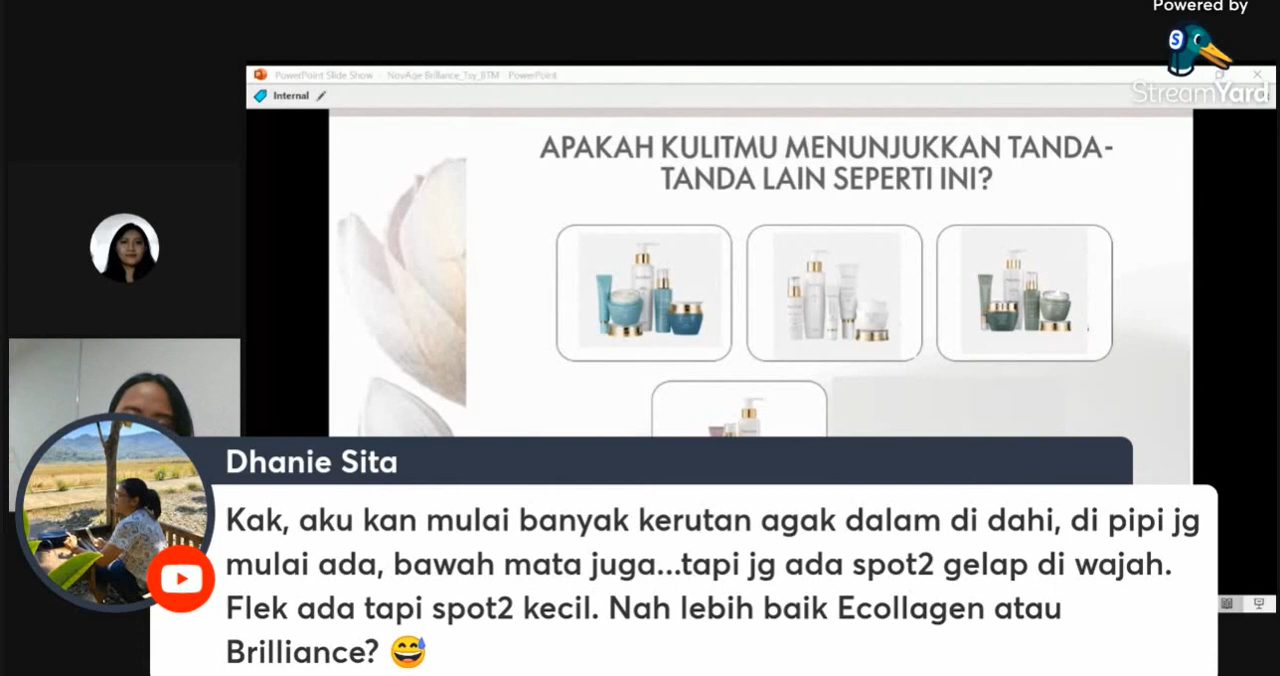 Powered by
StreamYard
PowerPoint Slide Show - NovAge Brilliance_Tsy_BTM - PowerPoint
Internal
APAKAH KULITMU MENUNJUKKAN TANDA-
TANDA LAIN SEPERTI INI?
Dhanie Sita
Kak, aku kan mulai banyak kerutan agak dalam di dahi, di pipi jg
mulai ada, bawah mata juga...tapi jg ada spot2 gelap di wajah.
Flek ada tapi spot2 kecil. Nah lebih baik Ecollagen atau
Brilliance? 😅